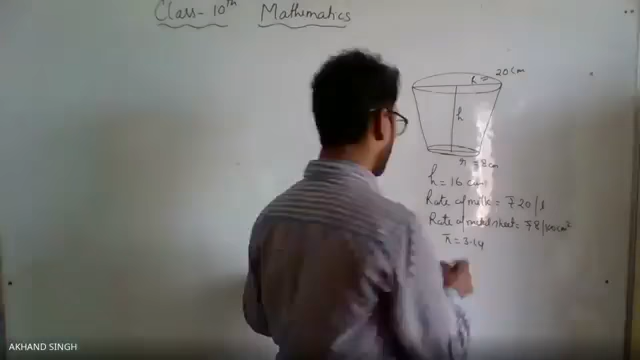 Class - 10th Mathematics
r = 20 cm
h
r = 8 cm
h = 16 cm
Rate of milk = ₹ 20/l
Rate of metal sheet = ₹ 8/100 cm²
π = 3.14
AKHAND SINGH